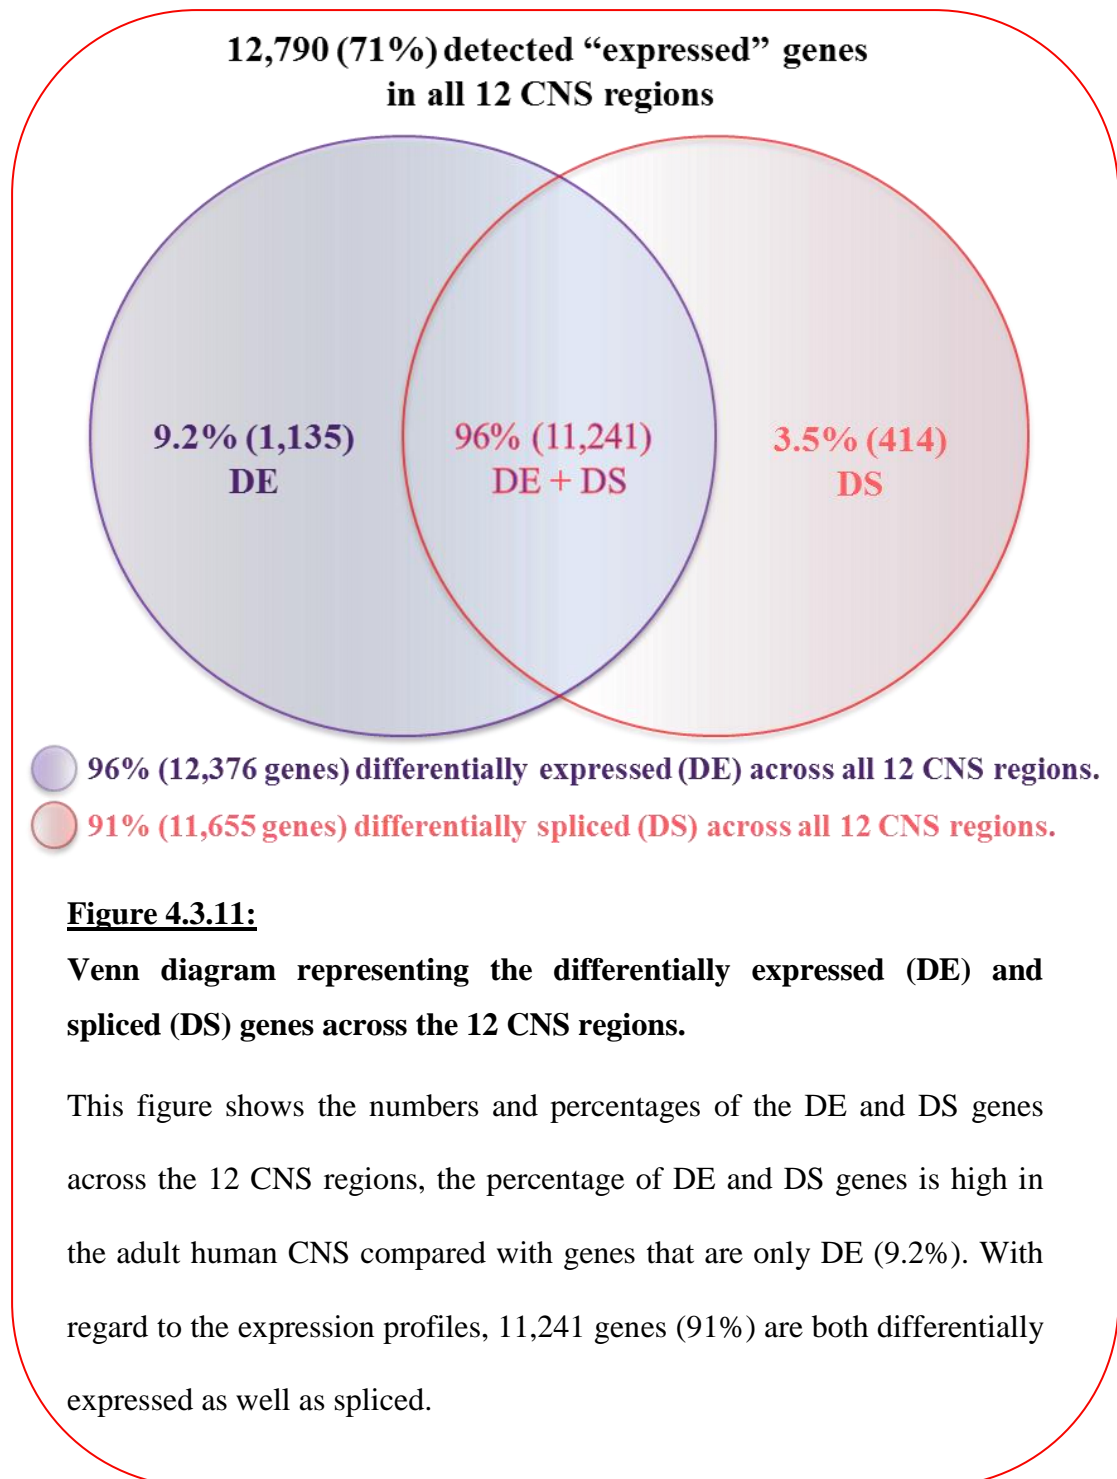 12,790 (71%) detected “expressed” genes
in all 12 CNS regions
9.2% (1,135)
DE
96% (11,241)
DE + DS
3.5% (414)
DS
96% (12,376 genes) differentially expressed (DE) across all 12 CNS regions.
91% (11,655 genes) differentially spliced (DS) across all 12 CNS regions.
Figure 4.3.11:
Venn diagram representing the differentially expressed (DE) and
spliced (DS) genes across the 12 CNS regions.
This figure shows the numbers and percentages of the DE and DS genes
across the 12 CNS regions, the percentage of DE and DS genes is high in
the adult human CNS compared with genes that are only DE (9.2%). With
regard to the expression profiles, 11,241 genes (91%) are both differentially
expressed as well as spliced.